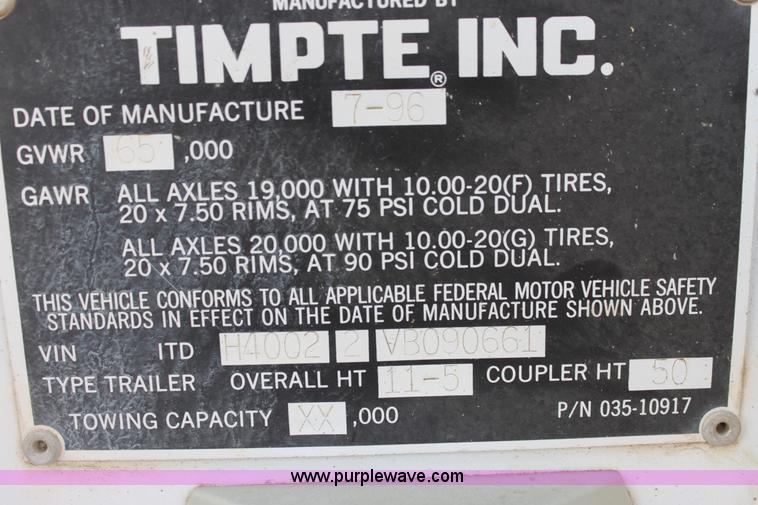 MANUFACTURED BY
TIMPTE® INC.
DATE OF MANUFACTURE 7-96
GVWR 65 ,000
GAWR ALL AXLES 19,000 WITH 10.00-20(F) TIRES,
20 x 7.50 RIMS, AT 75 PSI COLD DUAL.
ALL AXLES 20,000 WITH 10.00-20(G) TIRES,
20 x 7.50 RIMS, AT 90 PSI COLD DUAL.
THIS VEHICLE CONFORMS TO ALL APPLICABLE FEDERAL MOTOR VEHICLE SAFETY
STANDARDS IN EFFECT ON THE DATE OF MANUFACTURE SHOWN ABOVE.
VIN ITD H4002 2 VB090661
TYPE TRAILER OVERALL HT 11-5 COUPLER HT 50
TOWING CAPACITY XX ,000 P/N 035-10917
www.purplewave.com